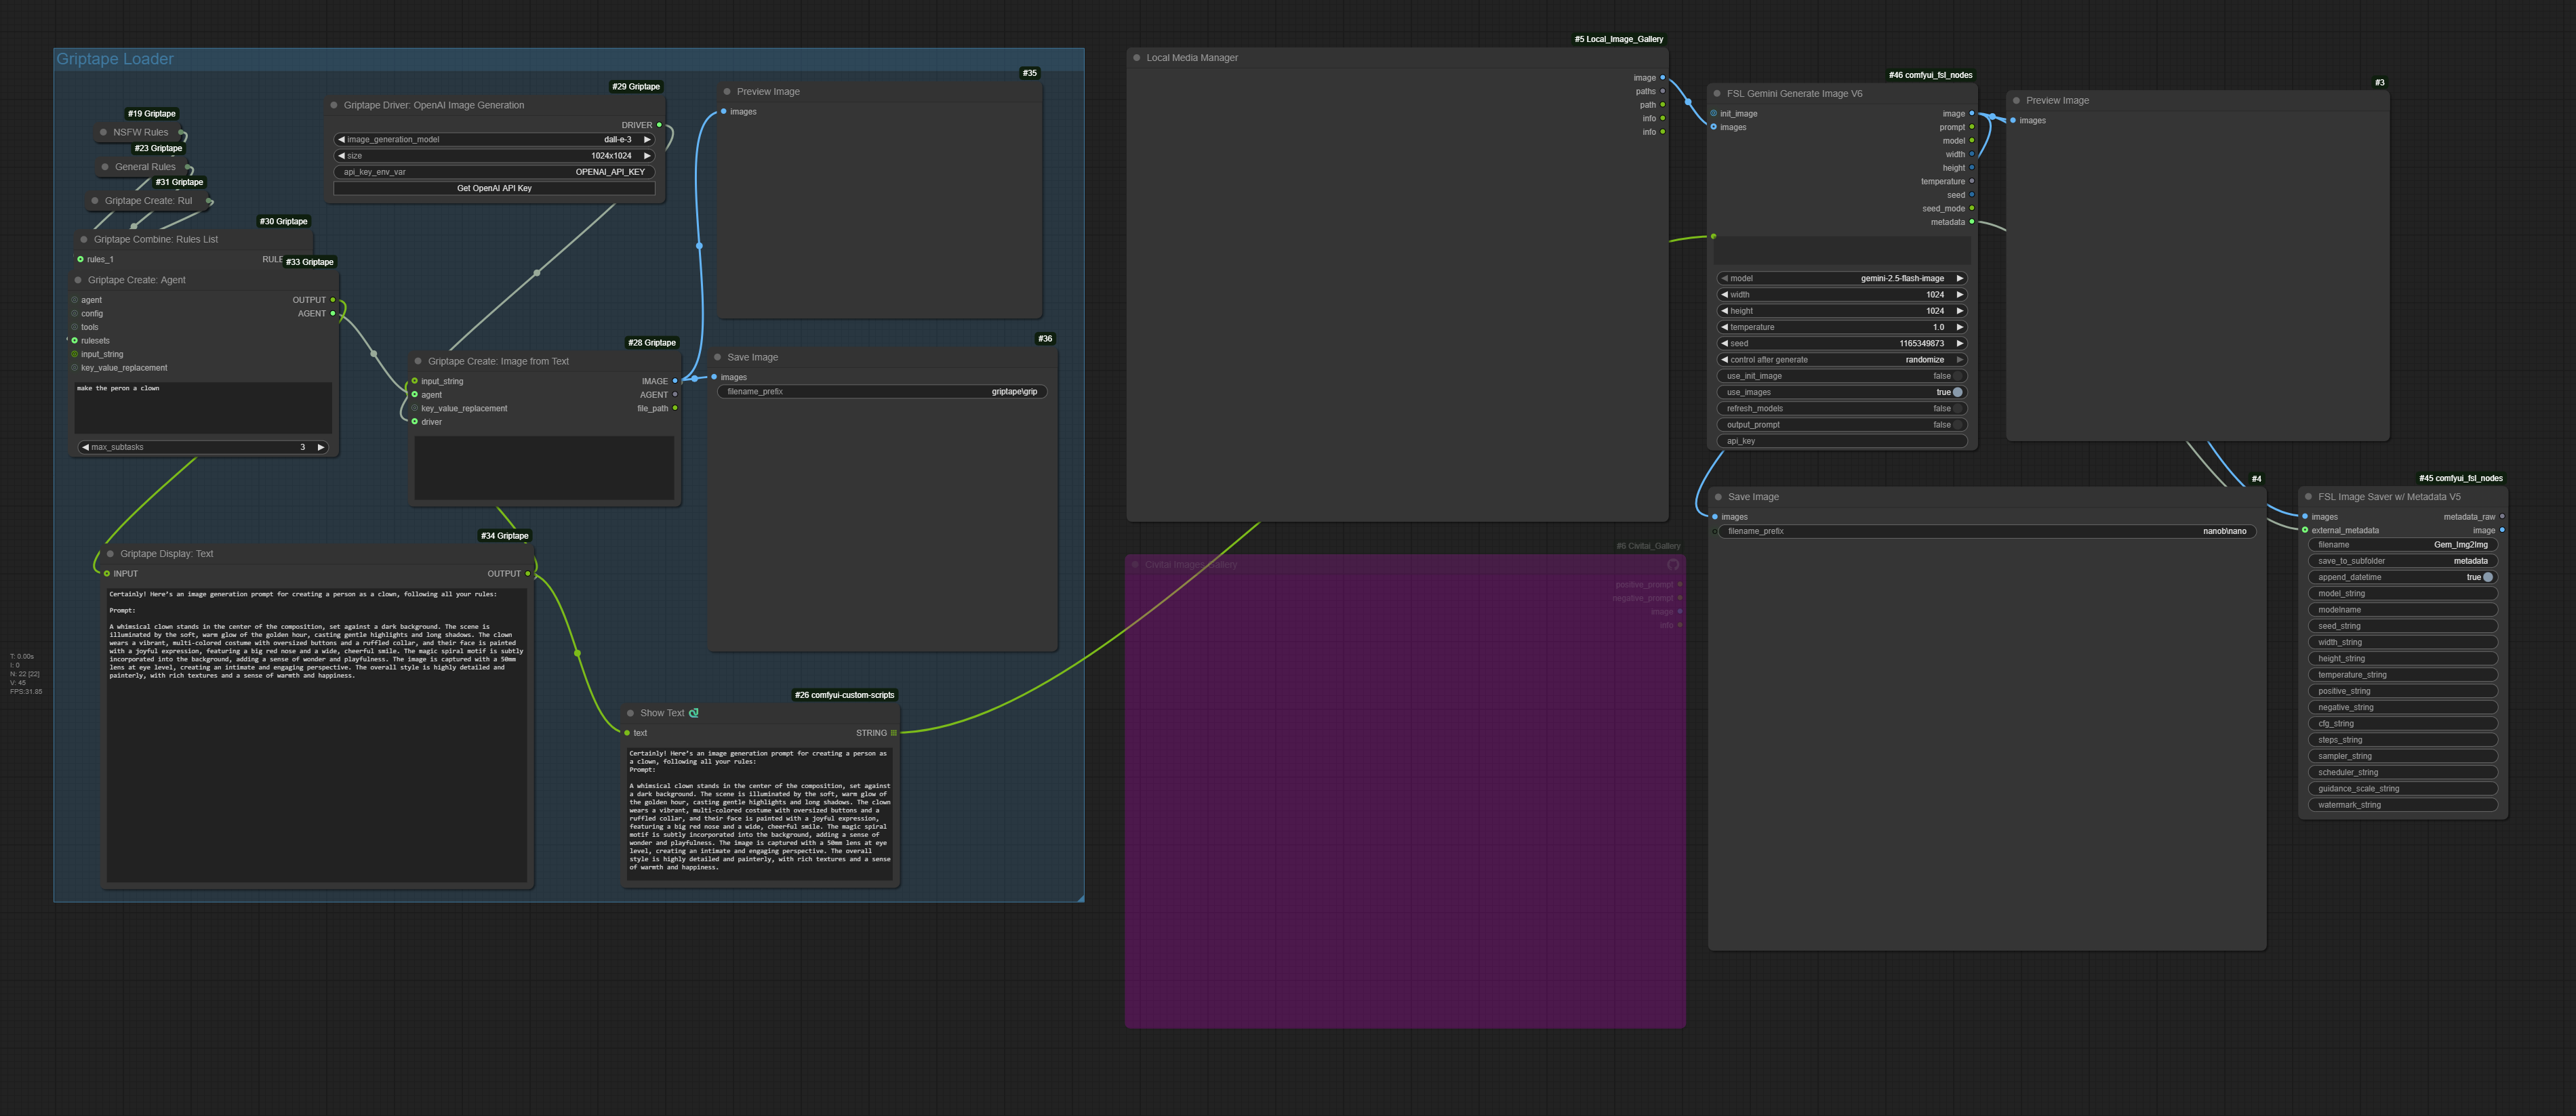 Griptape Loader
#19 Griptape
NSFW Rules
#23 Griptape
General Rules
#31 Griptape
Griptape Create: Rul
#30 Griptape
Griptape Combine: Rules List
rules_1
RULE
#33 Griptape
Griptape Create: Agent
agent
OUTPUT
config
AGENT
tools
rulesets
input_string
key_value_replacement
make the peron a clown
max_subtasks
3
#29 Griptape
Griptape Driver: OpenAI Image Generation
DRIVER
image_generation_model
dall-e-3
size
1024x1024
api_key_env_var
OPENAI_API_KEY
Get OpenAI API Key
#28 Griptape
Griptape Create: Image from Text
input_string
IMAGE
agent
AGENT
key_value_replacement
file_path
driver
#35
Preview Image
images
#36
Save Image
images
filename_prefix
griptape\grip
#34 Griptape
Griptape Display: Text
INPUT
OUTPUT
Certainly! Here's an image generation prompt for creating a person as a clown, following all your rules:
Prompt:
A whimsical clown stands in the center of the composition, set against a dark background. The scene is
illuminated by the soft, warm glow of the golden hour, casting gentle highlights and long shadows. The clown
wears a vibrant, multi-colored costume with oversized buttons and a ruffled collar, and their face is painted
with a joyful expression, featuring a big red nose and a wide, cheerful smile. The magic spiral motif is subtly
incorporated into the background, adding a sense of wonder and playfulness. The image is captured with a 50mm
lens at eye level, creating an intimate and engaging perspective. The overall style is highly detailed and
painterly, with rich textures and a sense of warmth and happiness.
#26 comfyui-custom-scripts
Show Text
text
STRING
Certainly! Here's an image generation prompt for creating a person as
a clown, following all your rules:
Prompt:
A whimsical clown stands in the center of the composition, set against
a dark background. The scene is illuminated by the soft, warm glow of
the golden hour, casting gentle highlights and long shadows. The clown
wears a vibrant, multi-colored costume with oversized buttons and a
ruffled collar, and their face is painted with a joyful expression,
featuring a big red nose and a wide, cheerful smile. The magic spiral
motif is subtly incorporated into the background, adding a sense of
wonder and playfulness. The image is captured with a 50mm lens at eye
level, creating an intimate and engaging perspective. The overall
style is highly detailed and painterly, with rich textures and a sense
of warmth and happiness.
T: 0.00s
I: 0
N: 22 [22]
V: 45
FPS:31.85
#5 Local_Image_Gallery
Local Media Manager
image
paths
path
info
info
#6 Civitai_Gallery
Civitai Images Gallery
positive_prompt
negative_prompt
image
info
#46 comfyui_fsl_nodes
FSL Gemini Generate Image V6
init_image
image
images
prompt
model
width
height
temperature
seed
seed_mode
metadata
model
gemini-2.5-flash-image
width
1024
height
1024
temperature
1.0
seed
1165349873
control after generate
randomize
use_init_image
false
use_images
true
refresh_models
false
output_prompt
false
api_key
#3
Preview Image
images
#4
Save Image
images
filename_prefix
nanob\nano
#45 comfyui_fsl_nodes
FSL Image Saver w/ Metadata V5
images
metadata_raw
external_metadata
image
filename
Gem_Img2Img
save_to_subfolder
metadata
append_datetime
true
model_string
modelname
seed_string
width_string
height_string
temperature_string
positive_string
negative_string
cfg_string
steps_string
sampler_string
scheduler_string
guidance_scale_string
watermark_string